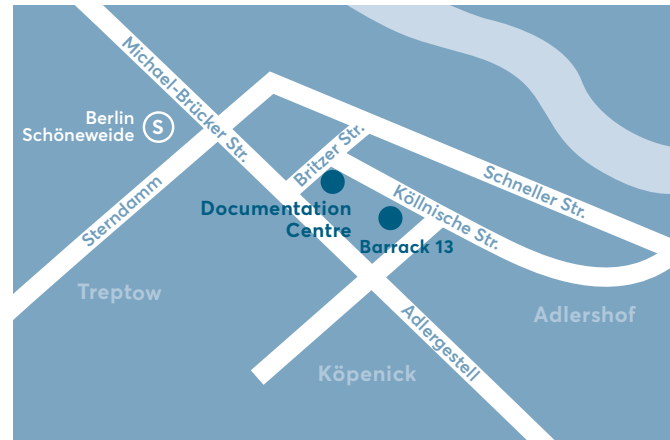 Michael-Brücker Str.
Berlin
Schöneweide
S
Britzer Str.
Schneller Str.
Sterndamm
Documentation
Centre
Köllnische Str.
Barrack 13
Treptow
Adlershof
Adlergestell
Köpenick